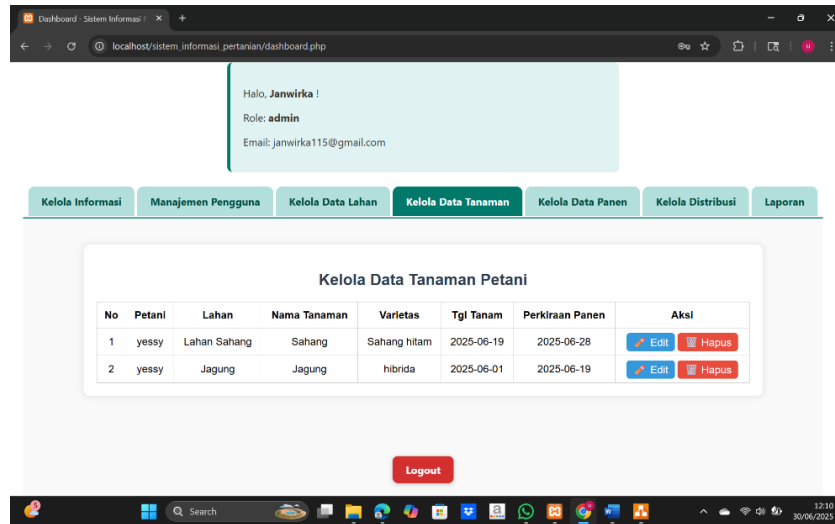 Dashboard - Sistem Informasi
localhost/sistem_informasi_pertanian/dashboard.php
Halo, Janwirka !
Role: admin
Email: janwirka115@gmail.com
Kelola Informasi Manajemen Pengguna Kelola Data Lahan Kelola Data Tanaman Kelola Data Panen Kelola Distribusi Laporan
Kelola Data Tanaman Petani
No Petani Lahan Nama Tanaman Varietas Tgl Tanam Perkiraan Panen Aksi
1 yessy Lahan Sahang Sahang Sahang hitam 2025-06-19 2025-06-28 Edit Hapus
2 yessy Jagung Jagung hibrida 2025-06-01 2025-06-19 Edit Hapus
Logout
Search
12:10
30/06/2025